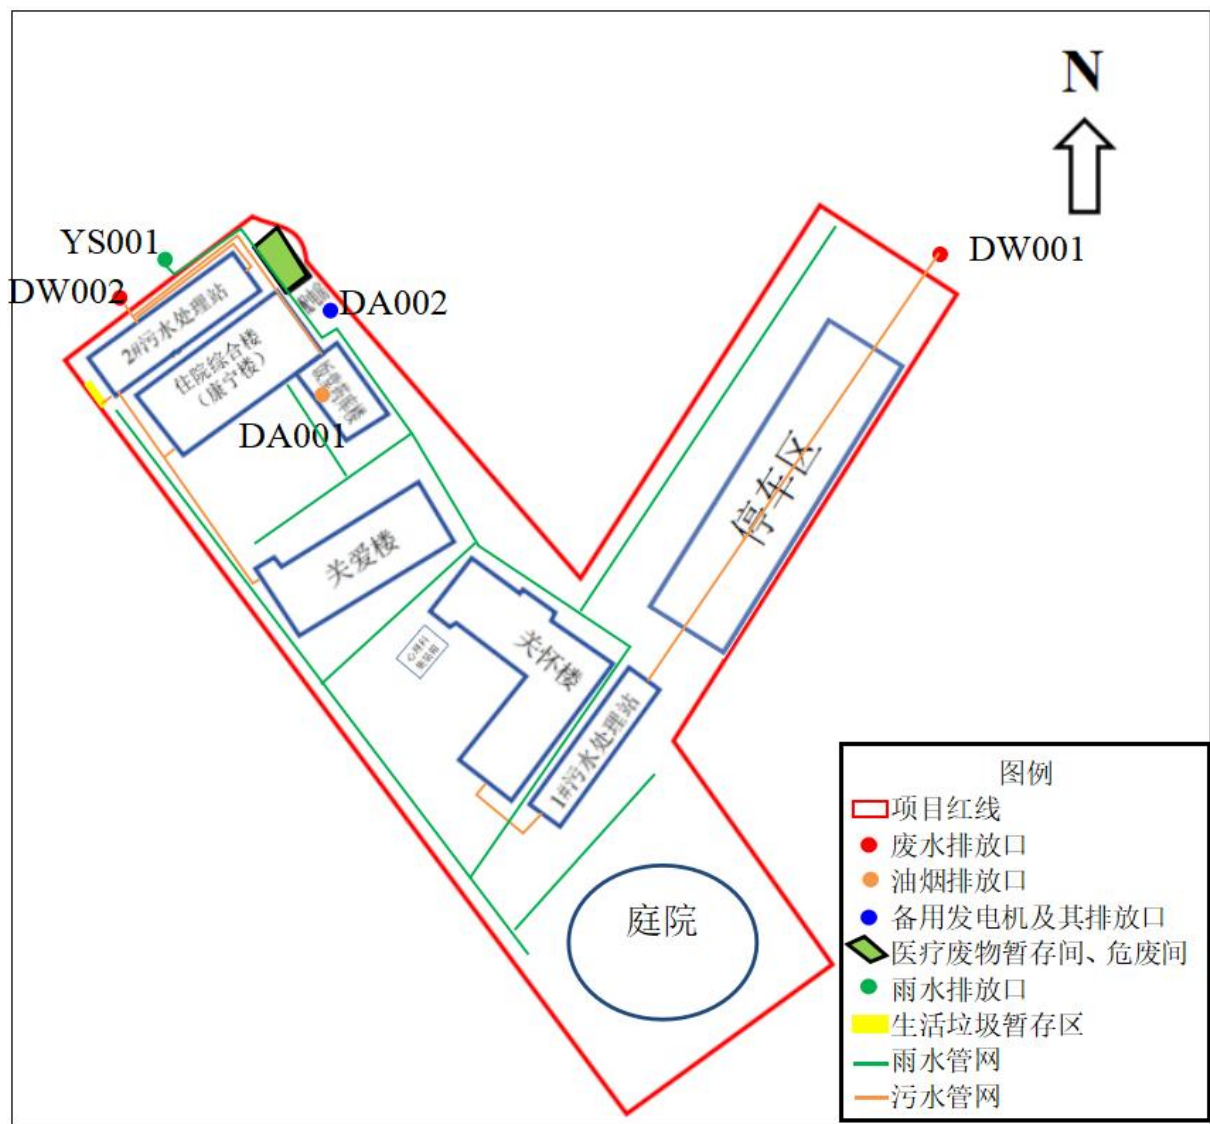 N
YS001
DW001
DW002
DA002
2#污水处理站
住院综合楼
(康宁楼)
DA001
停车区
关爱楼
关怀楼
1#污水处理站
庭院
图例
项目红线
废水排放口
油烟排放口
备用发电机及其排放口
医疗废物暂存间、危废间
雨水排放口
生活垃圾暂存区
雨水管网
污水管网